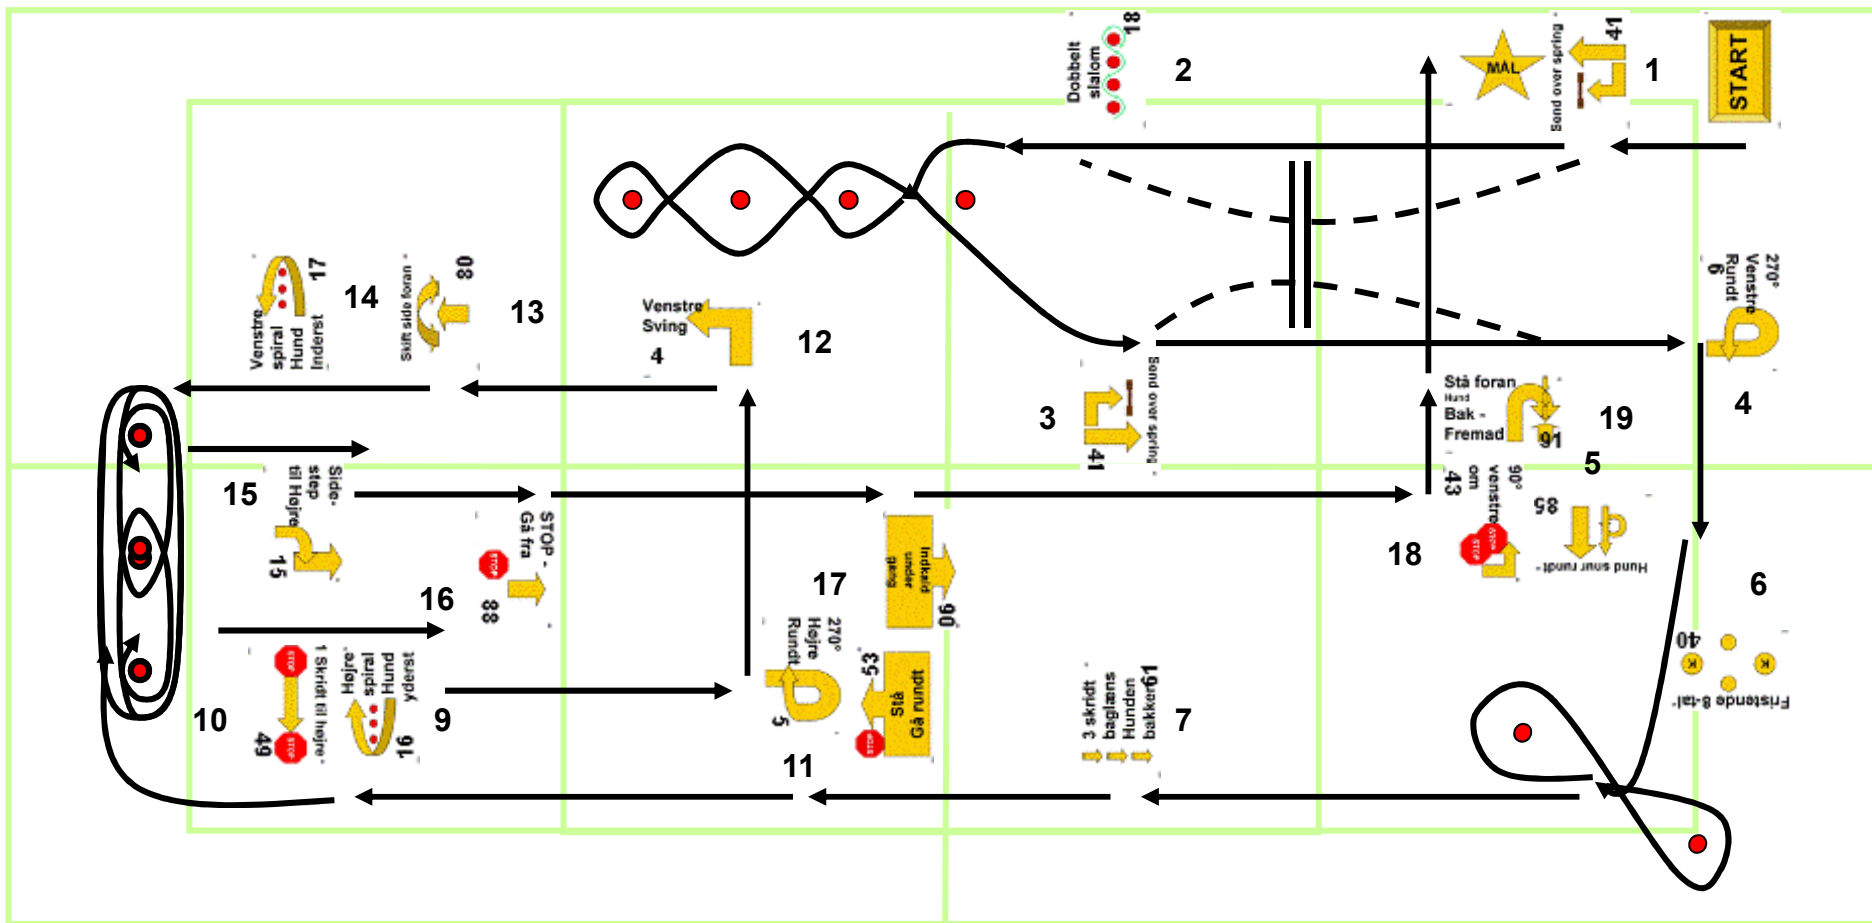 START
1
41
Send over spring
MÅL
2
18
Dobbelt
slalom
270°
Venstre
Rundt
6
4
3
Send over spring
41
Stå foran
Hund
Bak -
Fremad
91
19
5
85
Hund snur rundt
43
90°
venstre
om
STOP
18
6
40
K
K
Fristende 8-tal
7
3 skridt
baglæns
Hunden
bakker
61
53
Stå
Gå rundt
STOP
11
270°
Højre
Rundt
5
9
Højre
spiral
Hund
yderst
16
10
1 Skridt til højre
STOP
STOP
49
12
Venstre
Sving
4
13
Skift side foran -
80
14
17
Venstre
spiral
Hund
Inderst
15
Side-
step
til Højre
15
16
STOP -
Gå fra
88
17
Indkald
under
gang
90